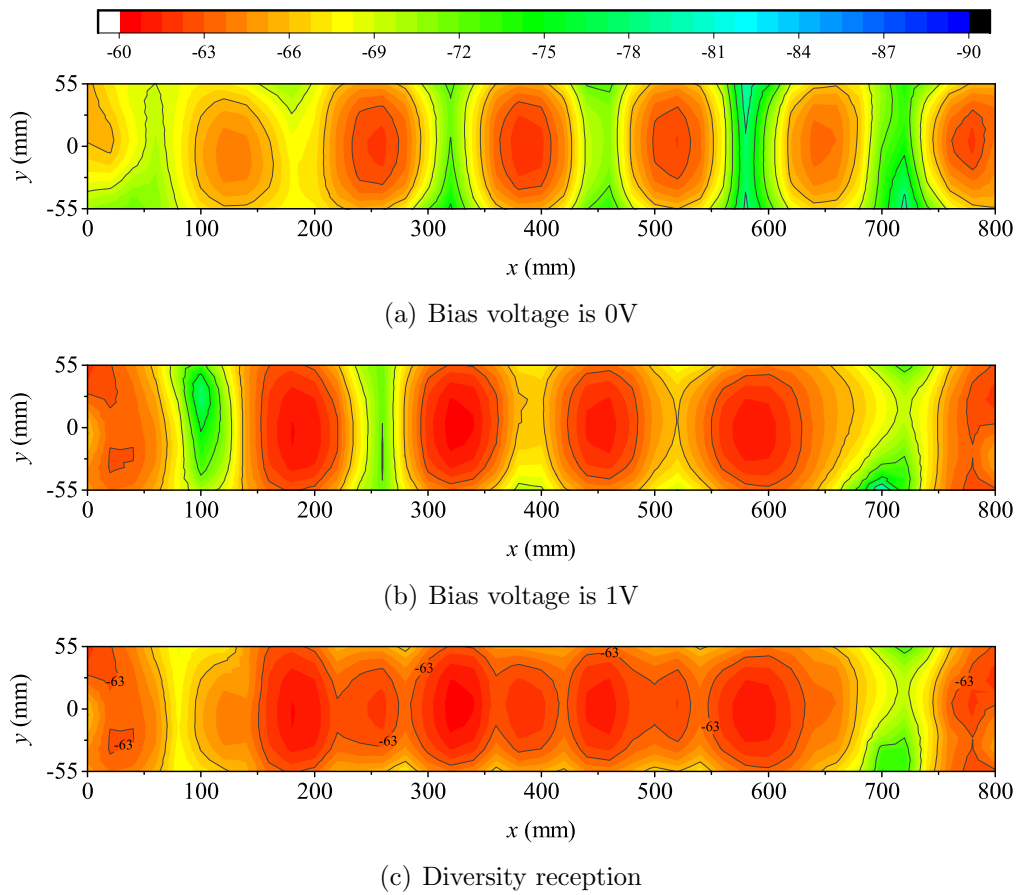 -60 -63 -66 -69 -72 -75 -78 -81 -84 -87 -90
55
0
-55
y (mm)
0 100 200 300 400 500 600 700 800
x (mm)
(a) Bias voltage is 0V
55
0
-55
y (mm)
0 100 200 300 400 500 600 700 800
x (mm)
(b) Bias voltage is 1V
55
0
-55
y (mm)
-63 -63 -63 -63
-63 -63 -63
0 100 200 300 400 500 600 700 800
x (mm)
(c) Diversity reception